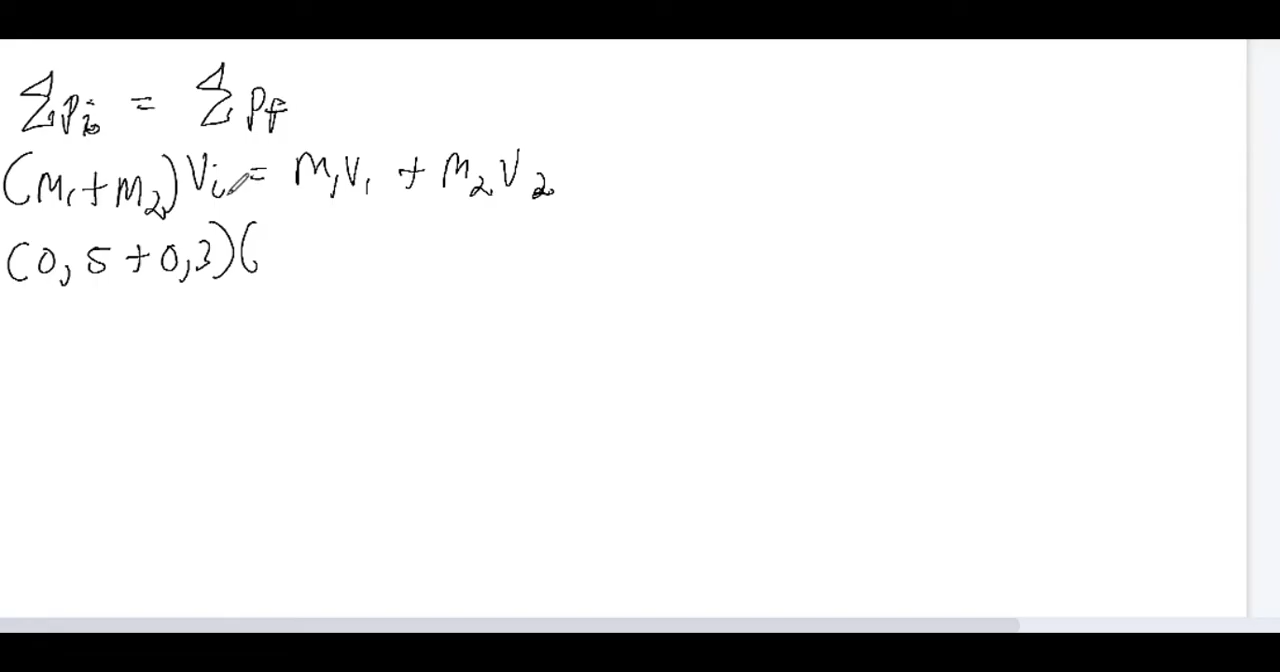 ∑pi = ∑pf
(m₁+m₂)vi = m₁v₁ + m₂v₂
(0,5+0,3)(